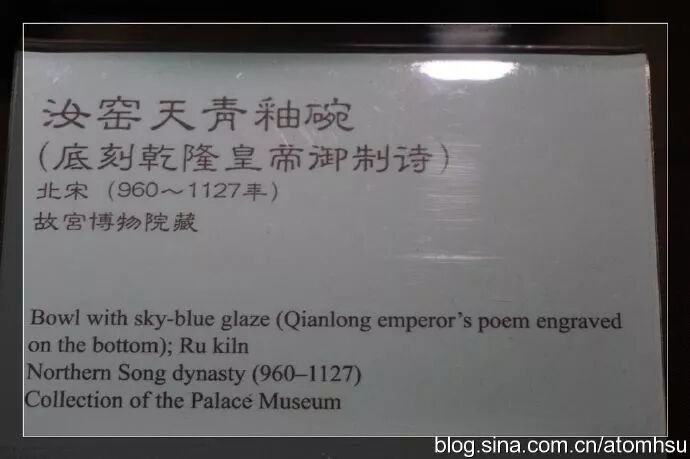 汝窑天青釉碗
(底刻乾隆皇帝御制诗)
北宋 (960～1127年)
故宫博物院藏
Bowl with sky-blue glaze (Qianlong emperor's poem engraved
on the bottom); Ru kiln
Northern Song dynasty (960–1127)
Collection of the Palace Museum
blog.sina.com.cn/atomhsu